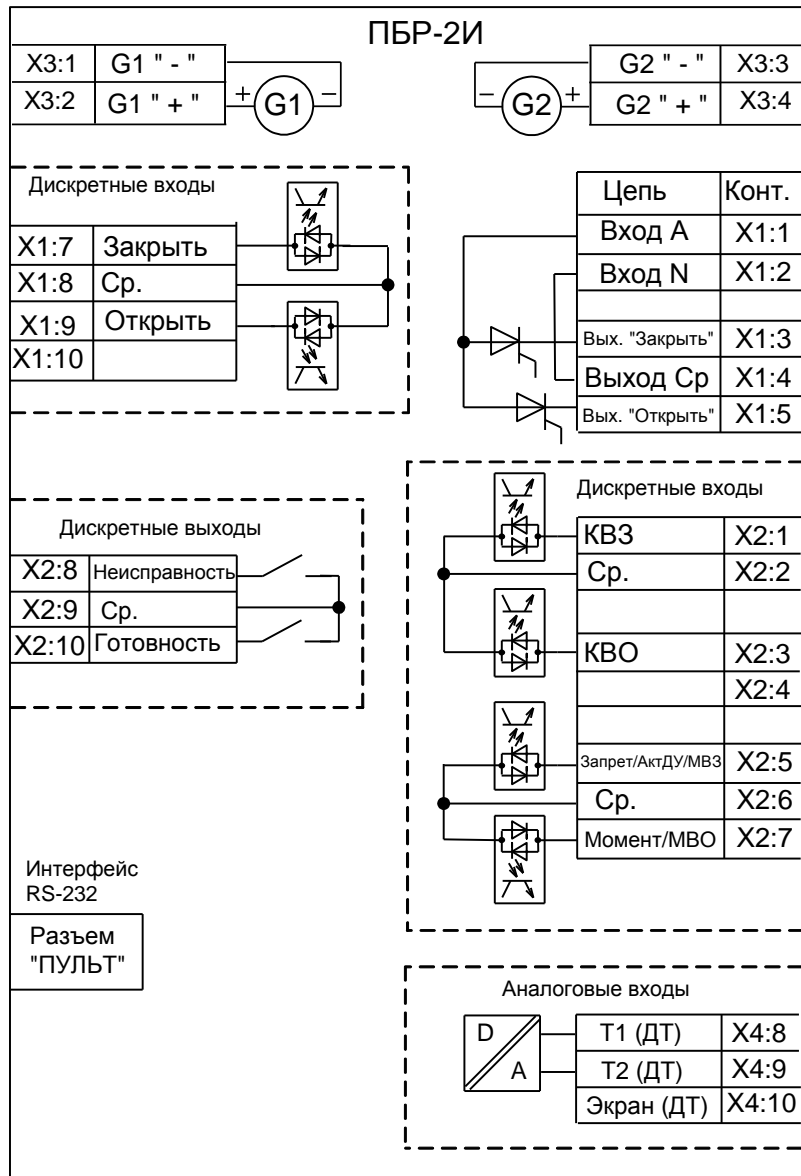 ПБР-2И
X3:1 G1 " - "
X3:2 G1 " + " + G1 −
G2 " - " X3:3
− G2 + G2 " + " X3:4
Дискретные входы
X1:7 Закрыть
X1:8 Ср.
X1:9 Открыть
X1:10
Цепь Конт.
Вход А X1:1
Вход N X1:2
Вых. "Закрыть" X1:3
Выход Ср X1:4
Вых. "Открыть" X1:5
Дискретные выходы
X2:8 Неисправность
X2:9 Ср.
X2:10 Готовность
Дискретные входы
КВЗ X2:1
Ср. X2:2
КВО X2:3
X2:4
Запрет/АктДУ/МВЗ X2:5
Ср. X2:6
Момент/МВО X2:7
Интерфейс
RS-232
Разъем
"ПУЛЬТ"
Аналоговые входы
D
A
Т1 (ДТ) X4:8
Т2 (ДТ) X4:9
Экран (ДТ) X4:10